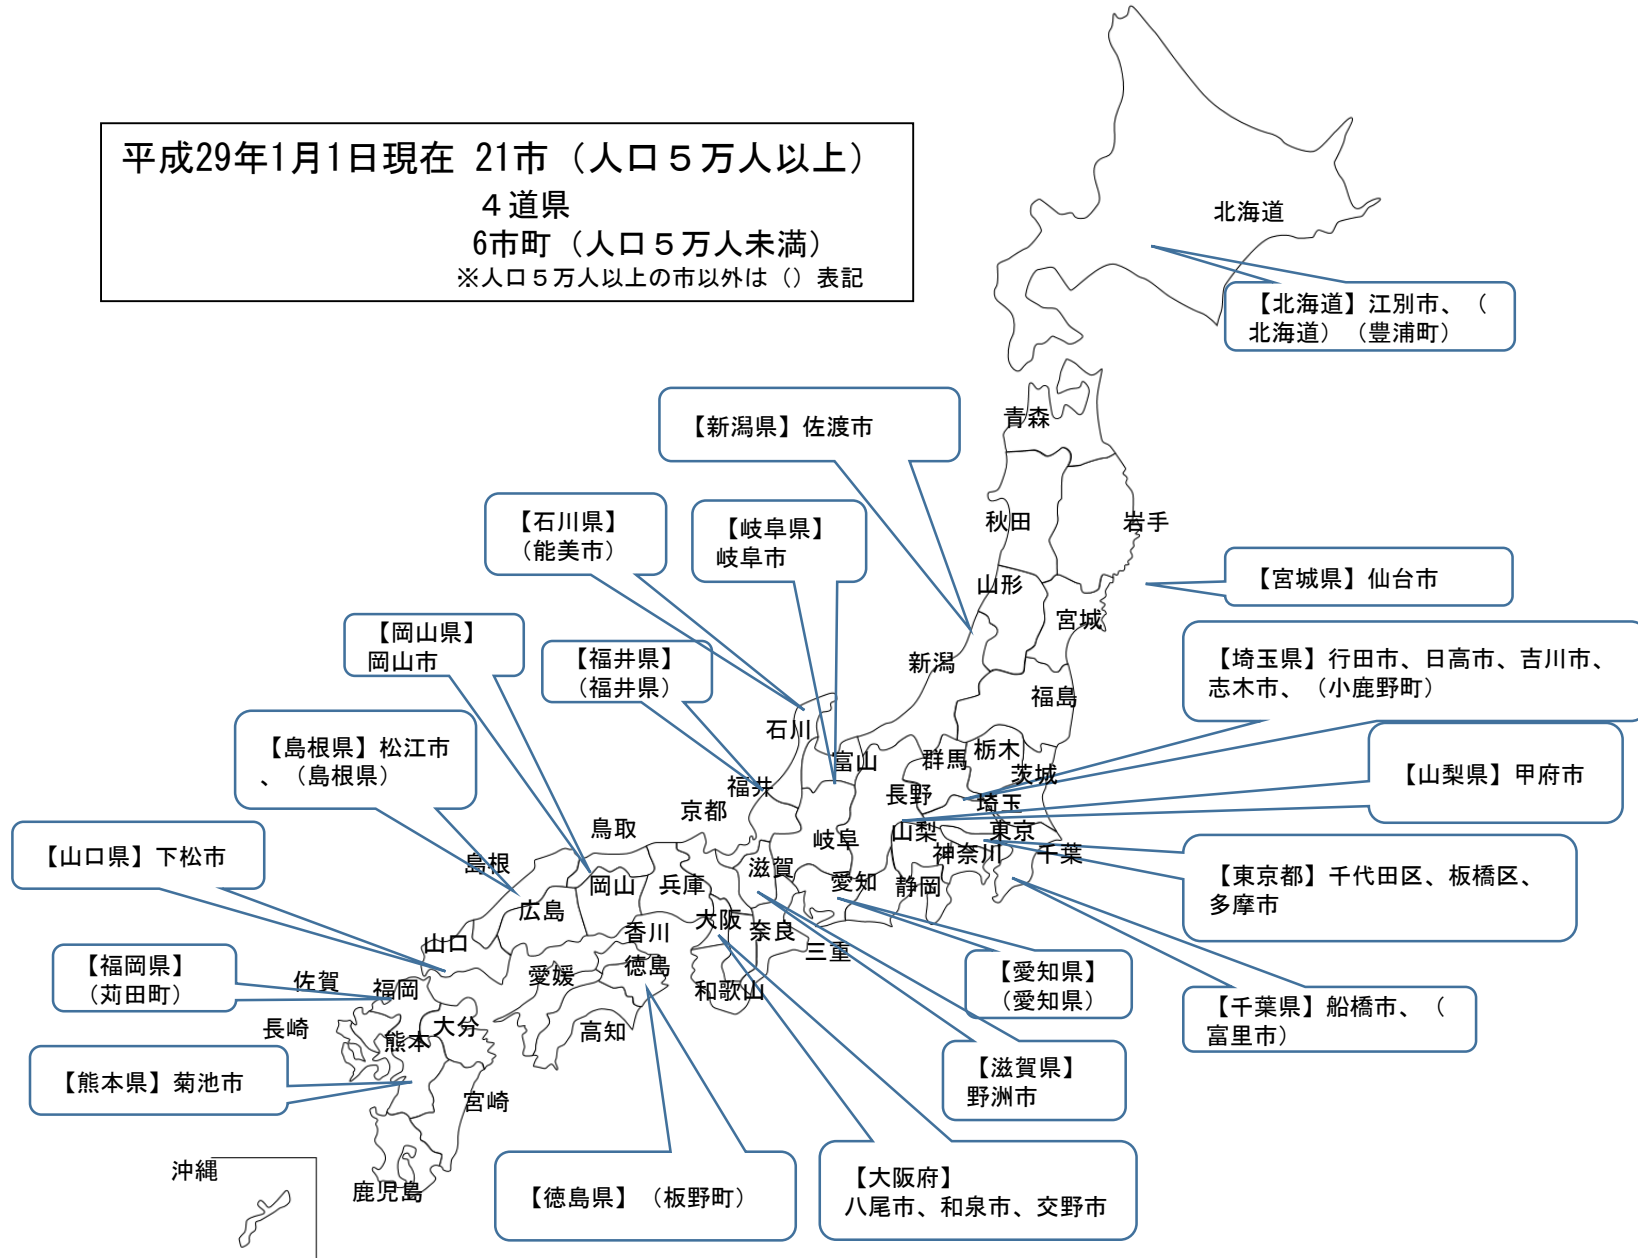 平成29年1月1日現在 21市（人口５万人以上）
４道県
6市町（人口５万人未満）
※人口５万人以上の市以外は（）表記
北海道
【北海道】江別市、（
北海道）（豊浦町）
青森
【新潟県】佐渡市
【石川県】
（能美市）
【岐阜県】
岐阜市
秋田
岩手
山形
【宮城県】仙台市
宮城
【岡山県】
岡山市
【福井県】
（福井県）
新潟
【埼玉県】行田市、日高市、吉川市、
志木市、（小鹿野町）
福島
石川
【島根県】松江市
、（島根県）
富山
群馬
栃木
茨城
【山梨県】甲府市
福井
長野
埼玉
京都
鳥取
岐阜
山梨
東京
神奈川
千葉
【山口県】下松市
島根
岡山
兵庫
滋賀
愛知
静岡
【東京都】千代田区、板橋区、
多摩市
広島
大阪
奈良
香川
山口
三重
【福岡県】
（苅田町）
佐賀
福岡
愛媛
徳島
和歌山
【愛知県】
（愛知県）
【千葉県】船橋市、（
富里市）
長崎
熊本
大分
高知
【熊本県】菊池市
宮崎
【滋賀県】
野洲市
沖縄
鹿児島
【徳島県】（板野町）
【大阪府】
八尾市、和泉市、交野市